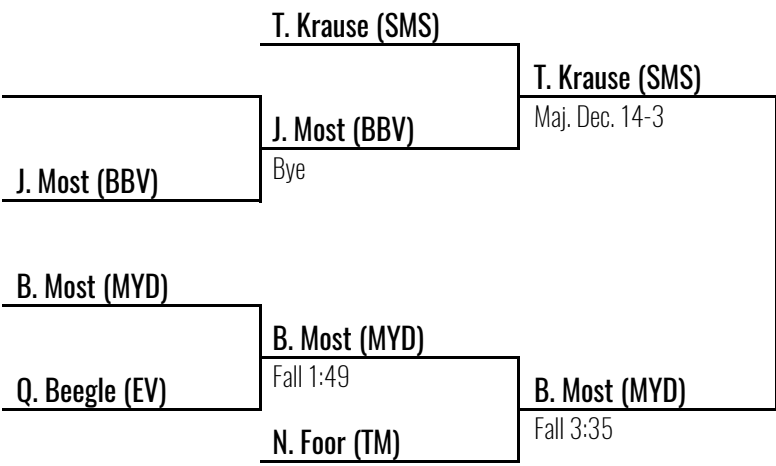 T. Krause (SMS)
T. Krause (SMS)
Maj. Dec. 14-3
J. Most (BBV)
Bye
J. Most (BBV)
B. Most (MYD)
B. Most (MYD)
Fall 1:49
Q. Beegle (EV)
B. Most (MYD)
Fall 3:35
N. Foor (TM)